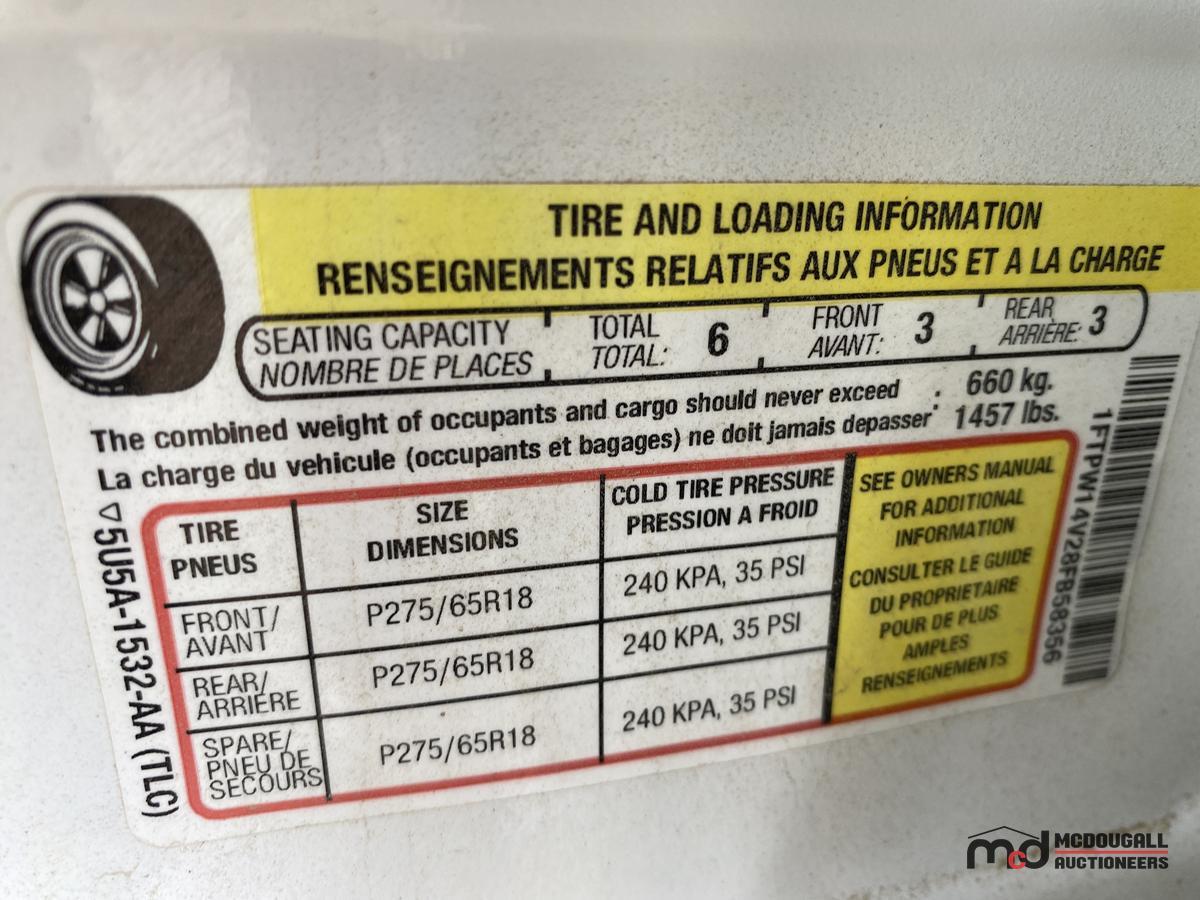 TIRE AND LOADING INFORMATION
RENSEIGNEMENTS RELATIFS AUX PNEUS ET A LA CHARGE
SEATING CAPACITY
NOMBRE DE PLACES
TOTAL
TOTAL:
6
FRONT
AVANT:
3
REAR
ARRIÈRE:
3
The combined weight of occupants and cargo should never exceed : 660 kg.
La charge du vehicule (occupants et bagages) ne doit jamais depasser 1457 lbs.
TIRE
PNEUS
SIZE
DIMENSIONS
COLD TIRE PRESSURE
PRESSION A FROID
FRONT/
AVANT
P275/65R18
240 KPA, 35 PSI
REAR/
ARRIÈRE
P275/65R18
240 KPA, 35 PSI
SPARE/
PNEU DE
SECOURS
P275/65R18
240 KPA, 35 PSI
SEE OWNERS MANUAL
FOR ADDITIONAL
INFORMATION
CONSULTER LE GUIDE
DU PROPRIETAIRE
POUR DE PLUS
AMPLES
RENSEIGNEMENTS
5U5A-1532-AA (TLC)
1FTPW14V28FB58356
mcd MCDOUGALL
AUCTIONEERS